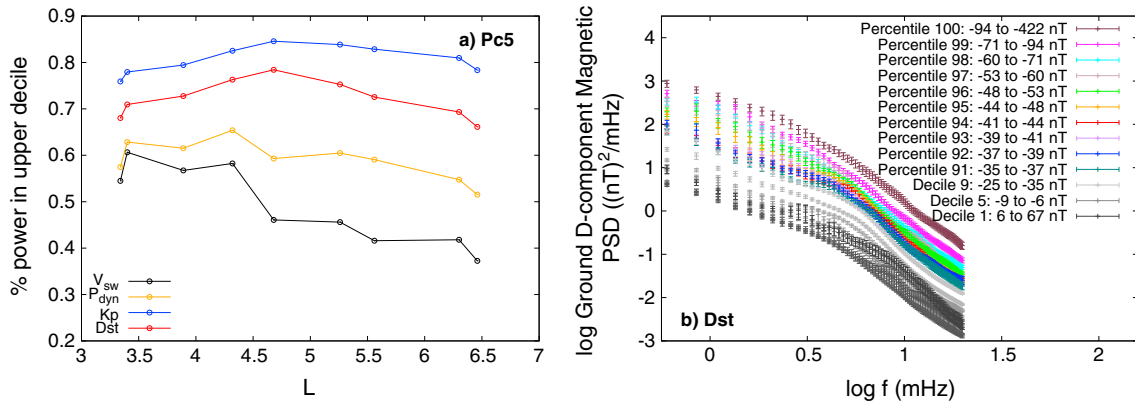 a) Pc5
% power in upper decile
0.9
0.8
0.7
0.6
0.5
0.4
0.3
0.2
V_sw
P_dyn
Kp
Dst
3
3.5
4
4.5
5
5.5
6
6.5
7
L
log Ground D-component Magnetic
PSD ((nT)^2/mHz)
4
3
2
1
0
-1
-2
-3
Percentile 100: -94 to -422 nT
Percentile 99: -71 to -94 nT
Percentile 98: -60 to -71 nT
Percentile 97: -53 to -60 nT
Percentile 96: -48 to -53 nT
Percentile 95: -44 to -48 nT
Percentile 94: -41 to -44 nT
Percentile 93: -39 to -41 nT
Percentile 92: -37 to -39 nT
Percentile 91: -35 to -37 nT
Decile 9: -25 to -35 nT
Decile 5: -9 to -6 nT
Decile 1: 6 to 67 nT
b) Dst
0
0.5
1
1.5
2
log f (mHz)